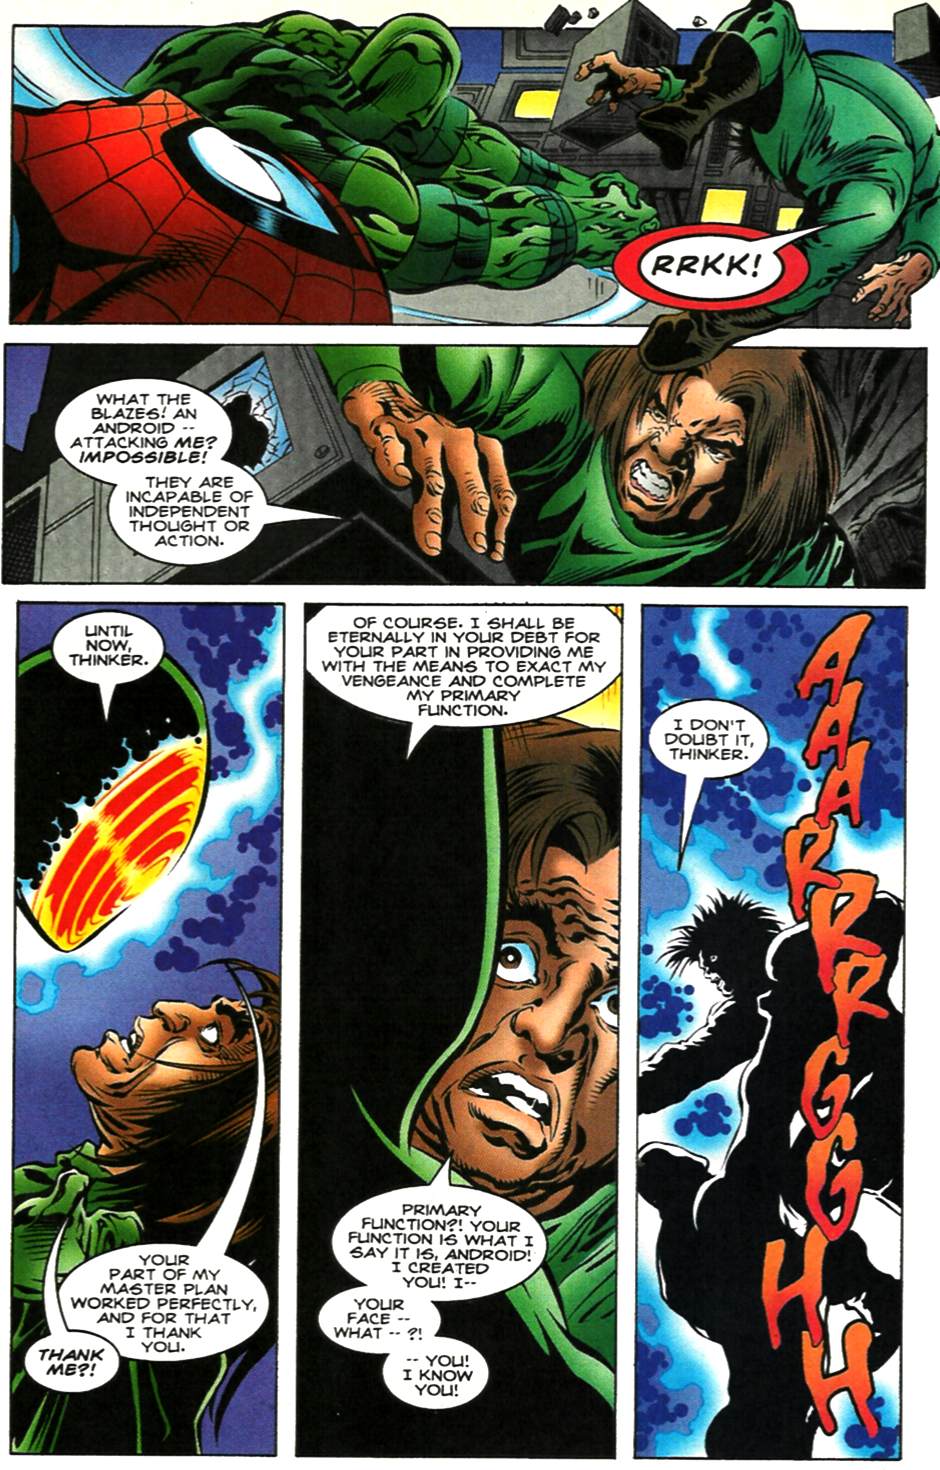 RRKK!
WHAT THE
BLAZES! AN
ANDROID --
ATTACKING ME?
IMPOSSIBLE!
THEY ARE
INCAPABLE OF
INDEPENDENT
THOUGHT OR
ACTION.
UNTIL
NOW,
THINKER.
YOUR
PART OF MY
MASTER PLAN
WORKED PERFECTLY,
AND FOR THAT
I THANK
YOU.
THANK
ME?!
OF COURSE. I SHALL BE
ETERNALLY IN YOUR DEBT FOR
YOUR PART IN PROVIDING ME
WITH THE MEANS TO EXACT MY
VENGEANCE AND COMPLETE
MY PRIMARY
FUNCTION.
PRIMARY
FUNCTION?! YOUR
FUNCTION IS WHAT I
SAY IT IS, ANDROID!
I CREATED
YOU! I--
YOUR
FACE --
WHAT -- ?!
-- YOU!
I KNOW
YOU!
I DON'T
DOUBT IT,
THINKER.
AAAARRRGGGHHH